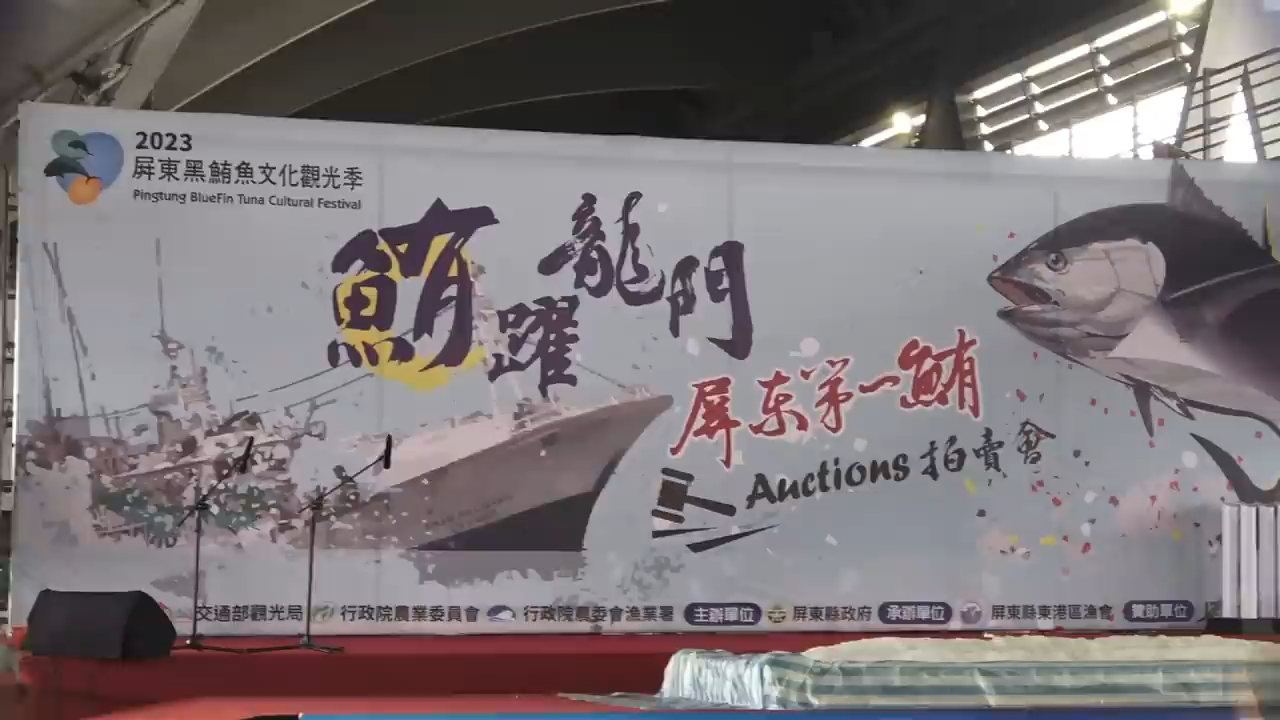 2023
屏東黑鮪魚文化觀光季
Pingtung BlueFin Tuna Cultural Festival
鮪躍龍門
屏东第一鮪
Auctions 拍賣會
交通部觀光局 行政院農業委員會 行政院農委會漁業署 主辦單位 屏東縣政府 承辦單位 屏東縣東港區漁會 贊助單位